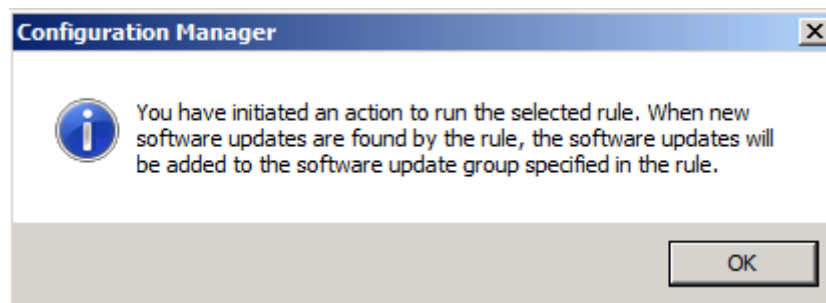 Configuration Manager
You have initiated an action to run the selected rule. When new
software updates are found by the rule, the software updates will
be added to the software update group specified in the rule.
OK